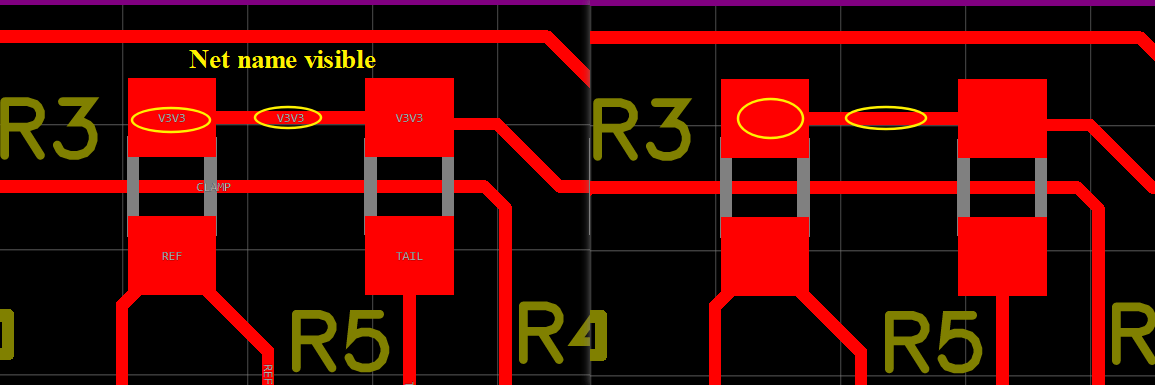 Net name visible
R3
V3V3
V3V3
V3V3
R3
CLAMP
REF
TAIL
R5
R4
R5
REF